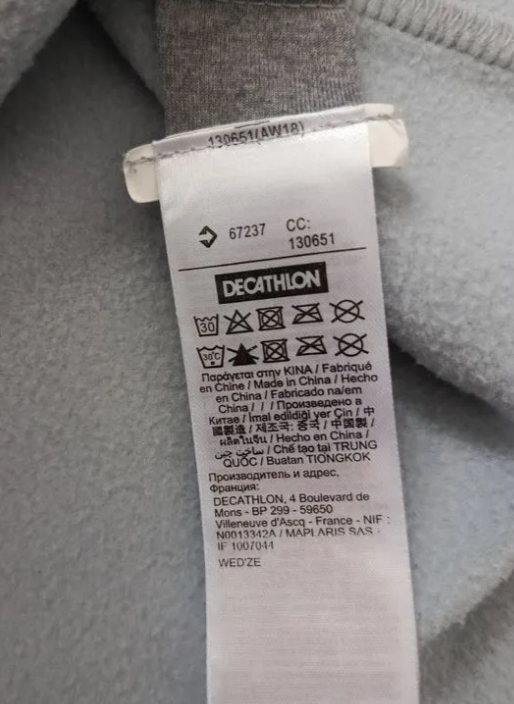 130651(AW18)
67237 CC:
130651
DECATHLON
30
30°C
Παράγεται στην KINA / Fabriqué
en Chine / Made in China / Hecho
en China / Fabricado na/em
China / / / Произведено в
Китае / İmal edildiği yer Çin / 中
國製造 / 제조국: 중국 / 中国製 /
ผลิตในจีน / Hecho en China /
ساخت چين / Chế tạo tại TRUNG
QUỐC / Buatan TIONGKOK
Производитель и адрес,
Франция:
DECATHLON, 4 Boulevard de
Mons - BP 299 - 59650
Villeneuve d'Ascq - France - NIF :
N0013342A / MAPLARIS SAS -
IF 1007044
WED'ZE